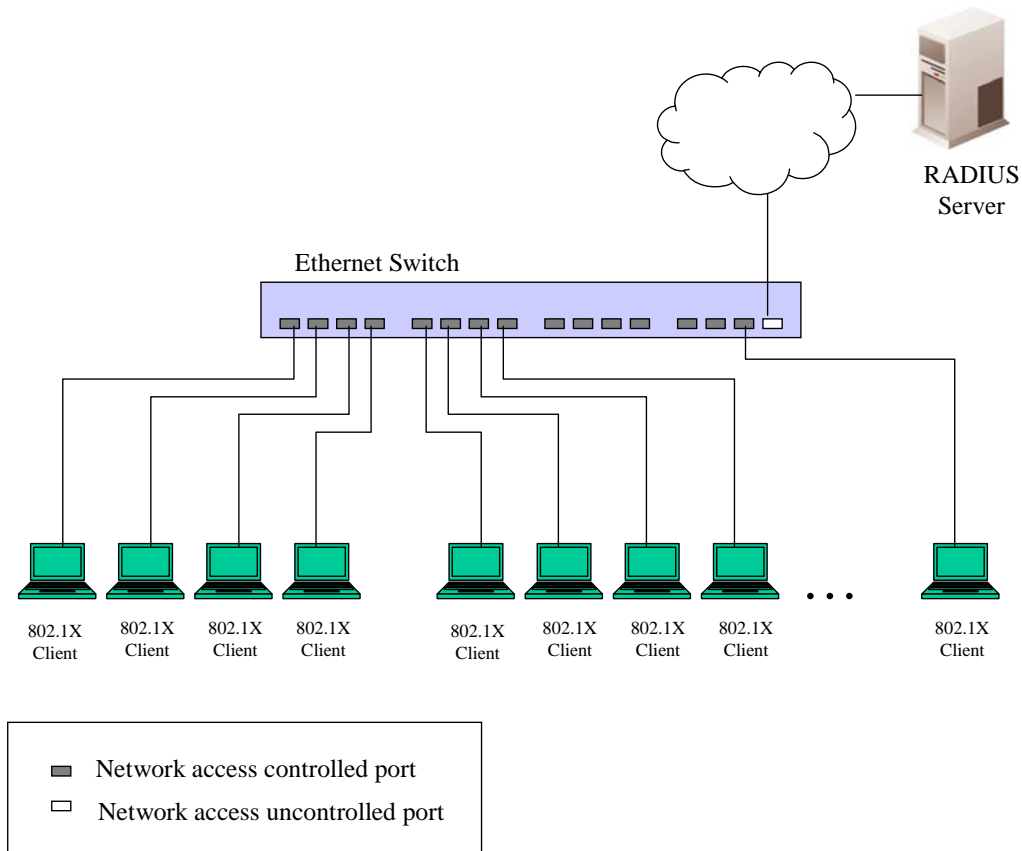 RADIUS
Server
Ethernet Switch
802.1X
Client
802.1X
Client
802.1X
Client
802.1X
Client
802.1X
Client
802.1X
Client
802.1X
Client
802.1X
Client
. . .
802.1X
Client
Network access controlled port
Network access uncontrolled port